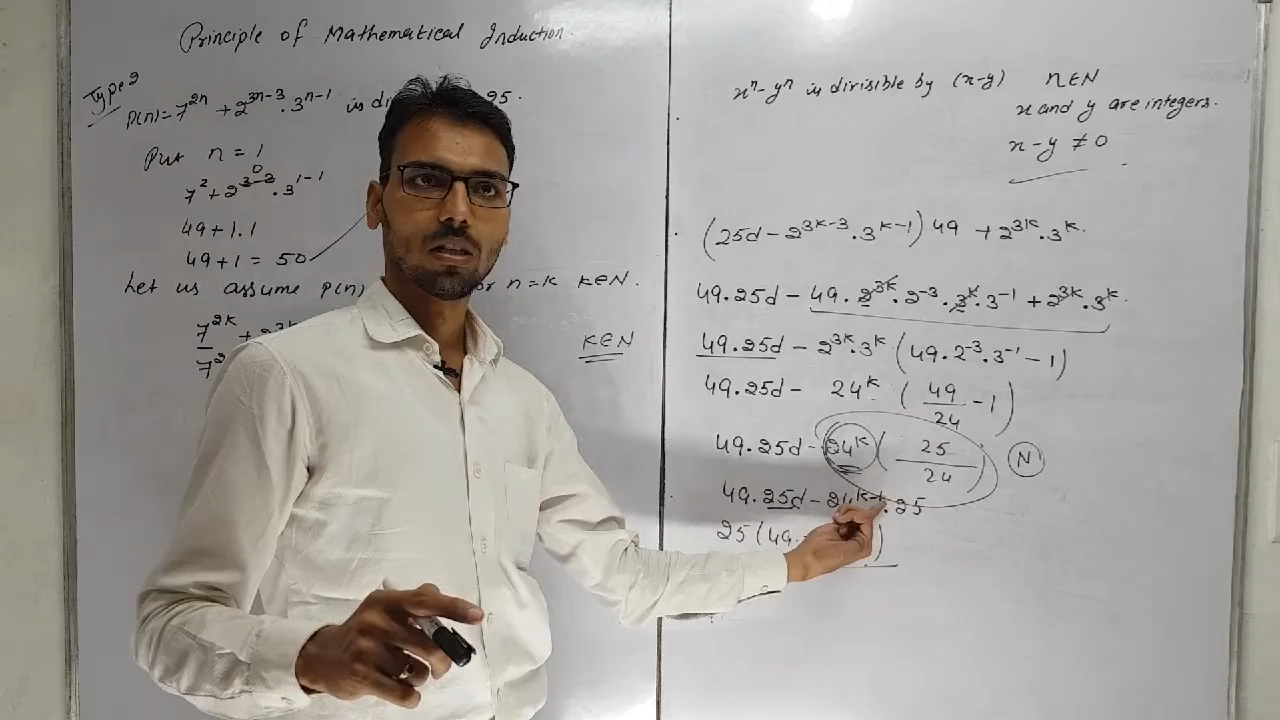 Principle of Mathematical Induction.
Type 2
P(n) = 7^{2n} + 2^{3n-3}.3^{n-1} is di 25.
Put n = 1
7^2 + 2^{3-3}.3^{1-1}
0
49 + 1.1
49 + 1 = 50
Let us assume P(n) for n = k k∈N.
7^{2k} + 2^{3k
7^2
k∈N
x^n - y^n is divisible by (x-y) n∈N
x and y are integers.
x - y ≠ 0
(25d - 2^{3k-3}.3^{k-1}) 49 + 2^{3k}.3^k.
49.25d - 49.2^{3k}.2^{-3}.3^k.3^{-1} + 2^{3k}.3^k.
49.25d - 2^{3k}.3^k.(49.2^{-3}.3^{-1} - 1)
49.25d - 24^k.(49/24 - 1)
49.25d - 24^k (25/24) N
49.25d - 24^{k-1}.25
25(49. )